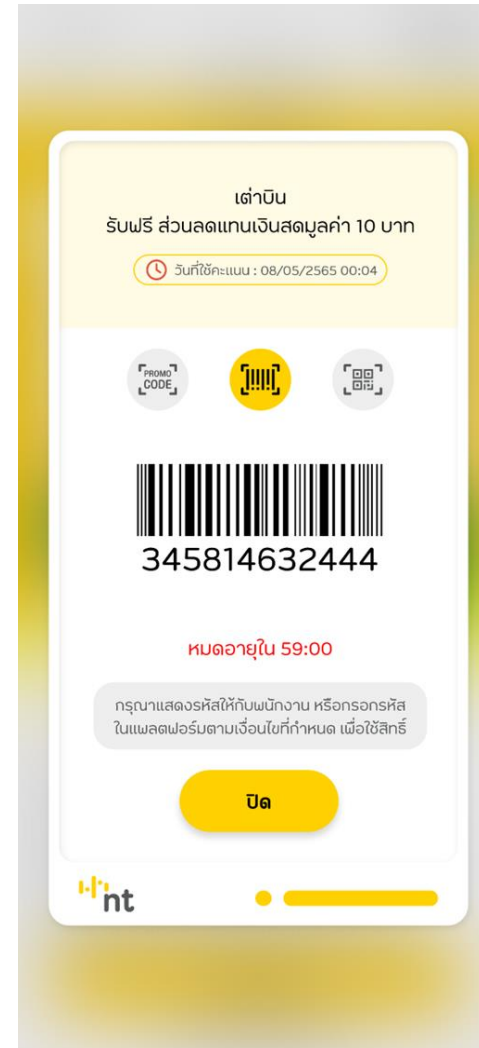 เต่าบิน
รับฟรี ส่วนลดแทนเงินสดมูลค่า 10 บาท
วันที่ใช้คะแนน : 08/05/2565 00:04
PROMO
CODE
345814632444
หมดอายุใน 59:00
กรุณาแสดงรหัสให้กับพนักงาน หรือกรอกรหัส
ในแพลตฟอร์มตามเงื่อนไขที่กำหนด เพื่อใช้สิทธิ์
ปิด
nt